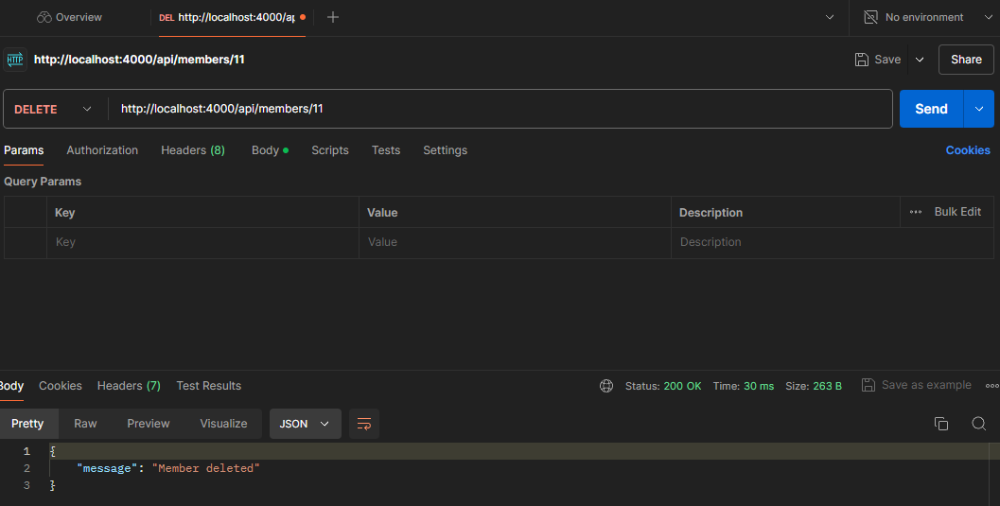 Overview
DEL http://localhost:4000/ap
No environment
HTTP http://localhost:4000/api/members/11
Save
Share
DELETE
http://localhost:4000/api/members/11
Send
Params Authorization Headers (8) Body Scripts Tests Settings
Cookies
Query Params
Key Value Description Bulk Edit
Key Value Description
Body Cookies Headers (7) Test Results
Status: 200 OK Time: 30 ms Size: 263 B
Save as example
Pretty Raw Preview Visualize JSON
1 {
2 "message": "Member deleted"
3 }